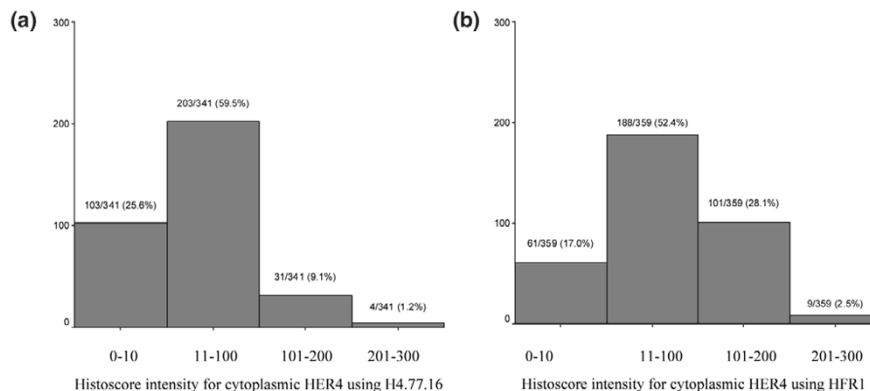 (a)
300
200
100
0
203/341 (59.5%)
103/341 (25.6%)
31/341 (9.1%)
4/341 (1.2%)
0-10 11-100 101-200 201-300
Histoscore intensity for cytoplasmic HER4 using H4.77.16
(b)
300
200
100
0
188/359 (52.4%)
101/359 (28.1%)
61/359 (17.0%)
9/359 (2.5%)
0-10 11-100 101-200 201-300
Histoscore intensity for cytoplasmic HER4 using HFR1